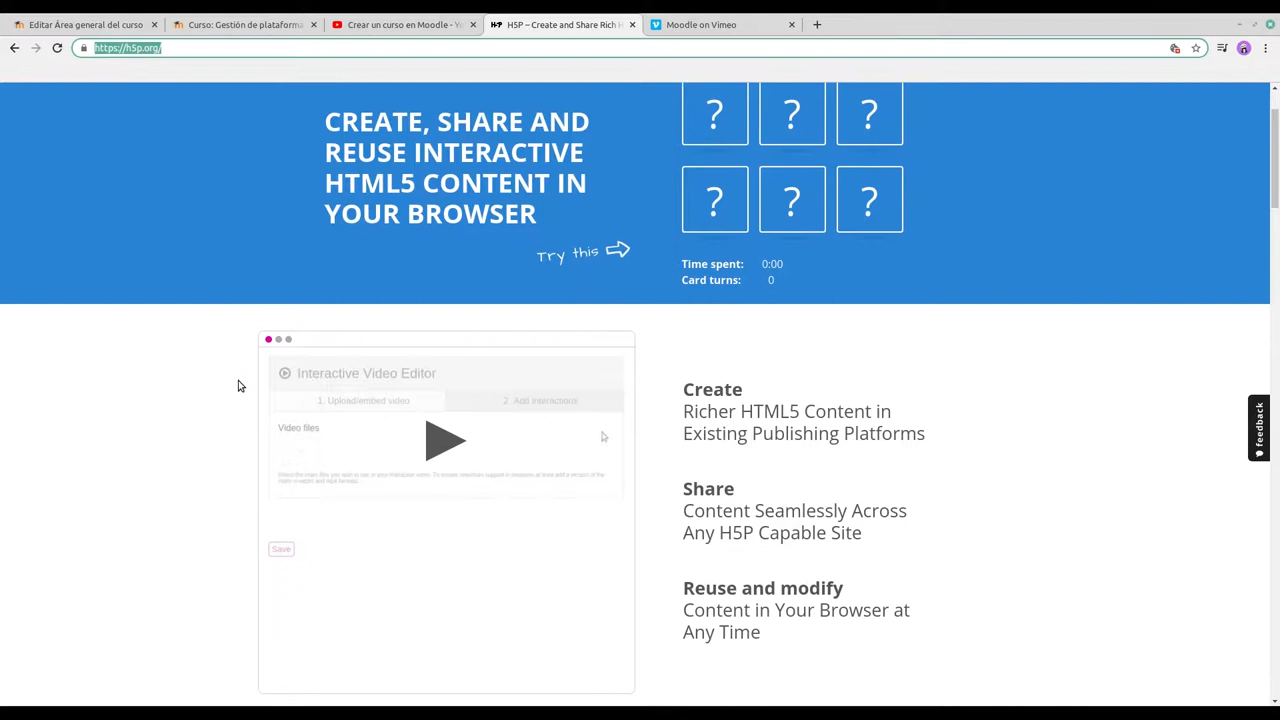 Editar Área general del curso
Curso: Gestión de plataforma
Crear un curso en Moodle - Yo
H5P – Create and Share Rich H
Moodle on Vimeo
https://h5p.org/
CREATE, SHARE AND
REUSE INTERACTIVE
HTML5 CONTENT IN
YOUR BROWSER
Try this
? ? ?
? ? ?
Time spent: 0:00
Card turns: 0
Interactive Video Editor
1. Upload/embed video
2. Add interactions
Video files
Save
Create
Richer HTML5 Content in
Existing Publishing Platforms
Share
Content Seamlessly Across
Any H5P Capable Site
Reuse and modify
Content in Your Browser at
Any Time
feedback